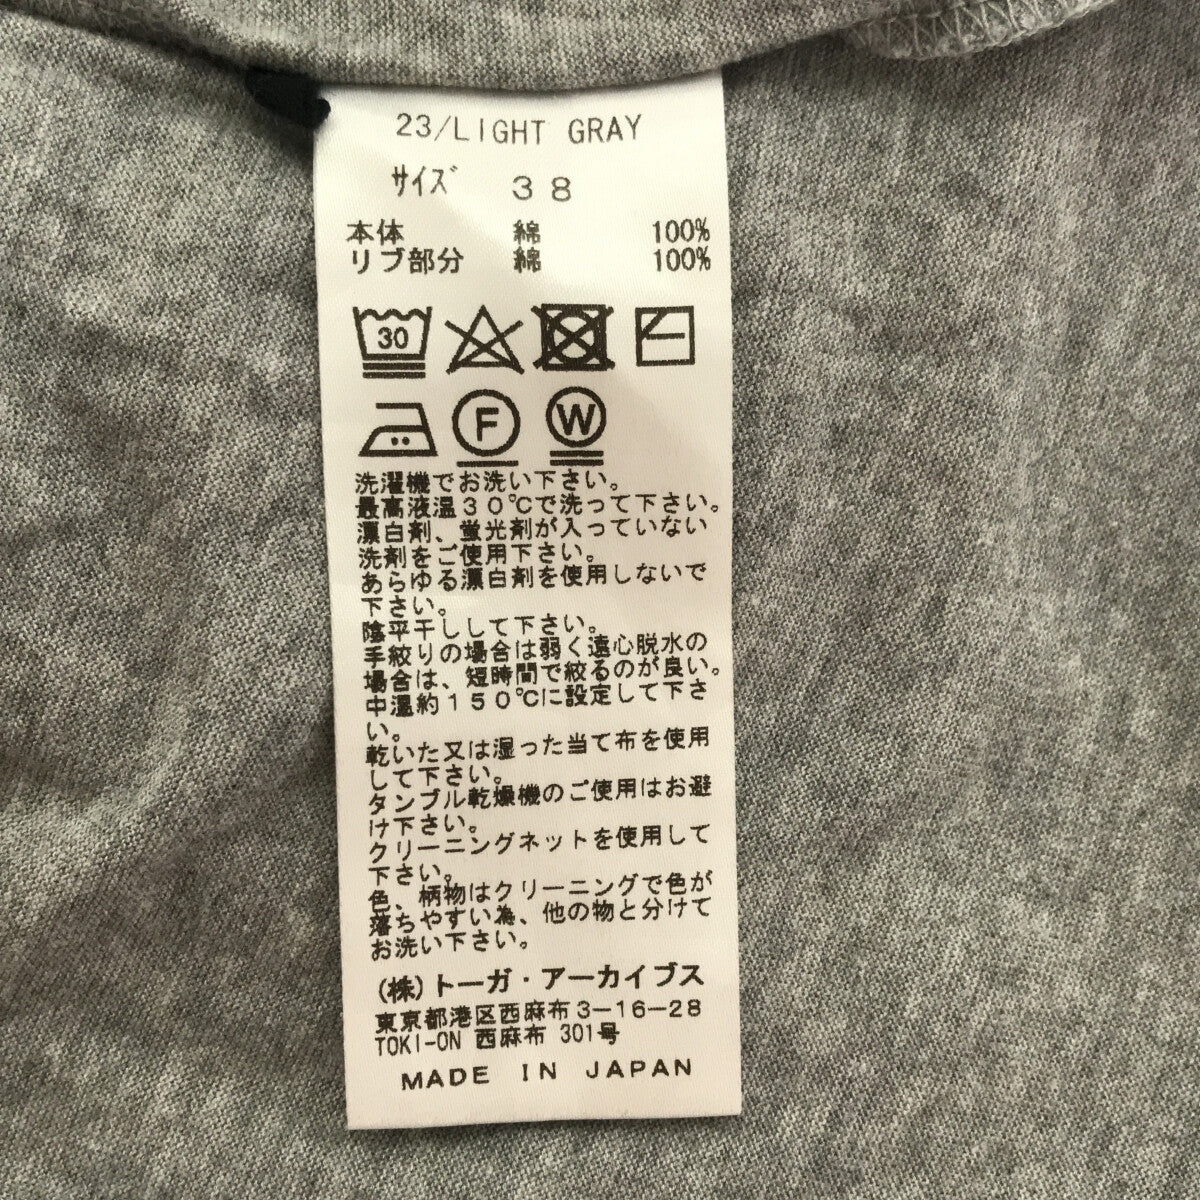 23/LIGHT GRAY
ｻｲｽﾞ 38
本体 綿 100%
リブ部分 綿 100%
30
F W
洗濯機でお洗い下さい。
最高液温30℃で洗って下さい。
漂白剤、蛍光剤が入っていない
洗剤をご使用下さい。
あらゆる漂白剤を使用しないで
下さい。
陰平干しして下さい。
手絞りの場合は弱く遠心脱水の
場合は、短時間で絞るのが良い。
中温約150℃に設定して下さ
い。
乾いた又は湿った当て布を使用
して下さい。
タンブル乾燥機のご使用はお避
け下さい。
クリーニングネットを使用して
下さい。
色、柄物はクリーニングで色が
落ちやすい為、他の物と分けて
お洗い下さい。
(株)トーガ・アーカイブス
東京都港区西麻布3-16-28
TOKI-ON 西麻布 301号
MADE IN JAPAN